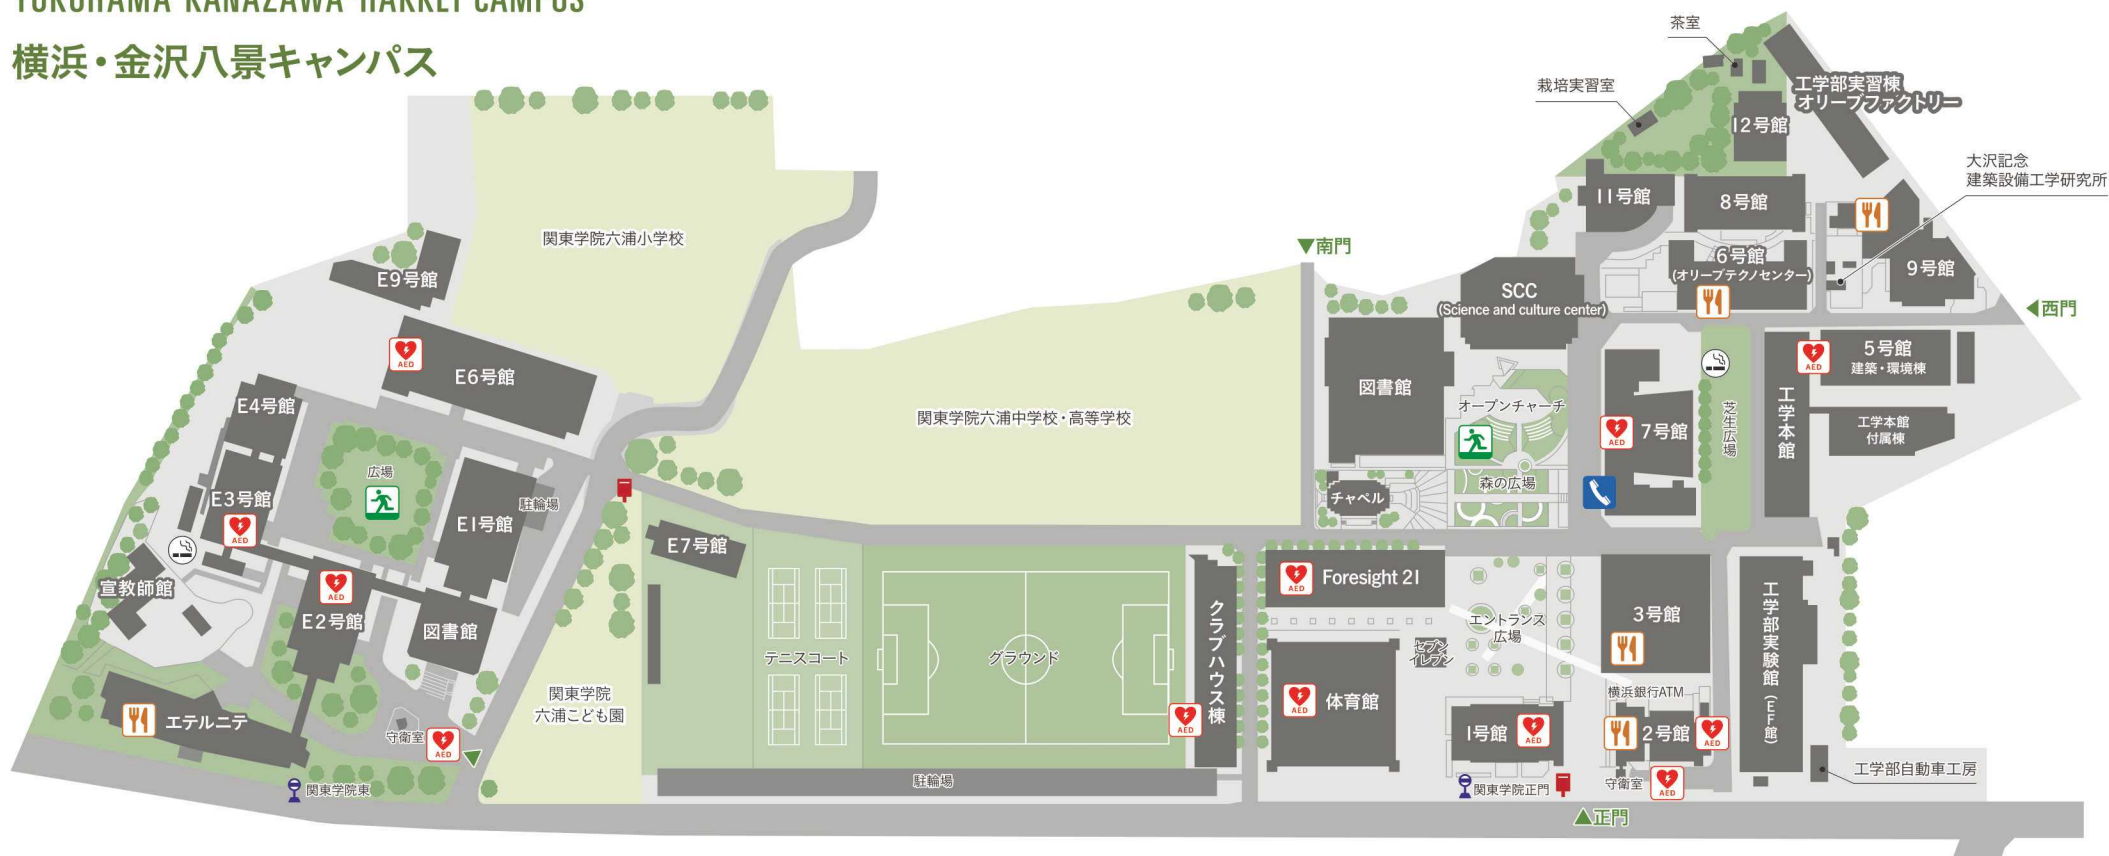 YOKOHAMA-KANAZAWA-HAKKEI CAMPUS
横浜・金沢八景キャンパス
茶室
栽培実習室
工学部実習棟
オリーブファクトリー
12号館
大沢記念
建築設備工学研究所
11号館
8号館
6号館
(オリーブテクノセンター)
9号館
▼南門
◀西門
SCC
(Science and culture center)
関東学院六浦小学校
E9号館
AED
E6号館
E4号館
広場
E3号館
AED
E1号館
駐輪場
宣教師館
AED
E2号館
図書館
エテルニテ
守衛室
AED
関東学院東
関東学院六浦中学校・高等学校
E7号館
テニスコート
グラウンド
関東学院
六浦こども園
駐輪場
クラブハウス棟
AED
図書館
オープンチャーチ
チャペル
森の広場
AED
7号館
芝生広場
工学本館
AED
5号館
建築・環境棟
工学本館
付属棟
AED
Foresight 21
エントランス
広場
セブン
イレブン
3号館
工学部実験館(EF館)
AED
体育館
横浜銀行ATM
1号館
AED
2号館
AED
守衛室
AED
関東学院正門
工学部自動車工房
▲正門